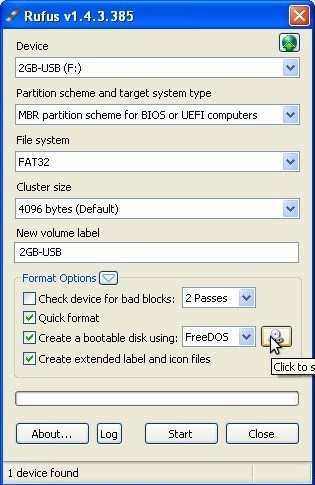 Rufus v1.4.3.385
Device
2GB-USB (F:)
Partition scheme and target system type
MBR partition scheme for BIOS or UEFI computers
File system
FAT32
Cluster size
4096 bytes (Default)
New volume label
2GB-USB
Format Options
Check device for bad blocks: 2 Passes
Quick format
Create a bootable disk using: FreeDOS
Create extended label and icon files
Click to s
About... Log Start Close
1 device found